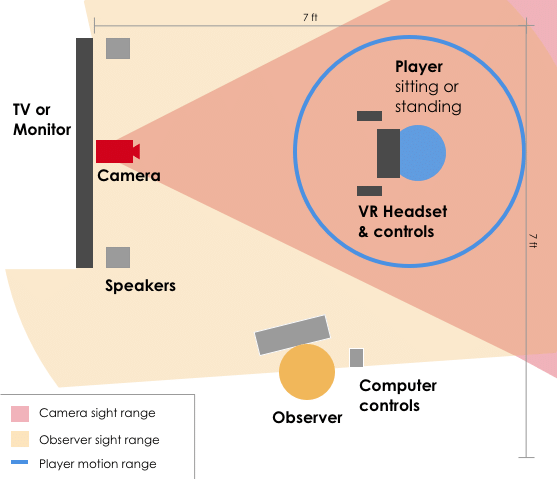 7 ft
Player
sitting or
standing
TV or
Monitor
Camera
VR Headset
& controls
7 ft
Speakers
Computer
controls
Observer
Camera sight range
Observer sight range
Player motion range